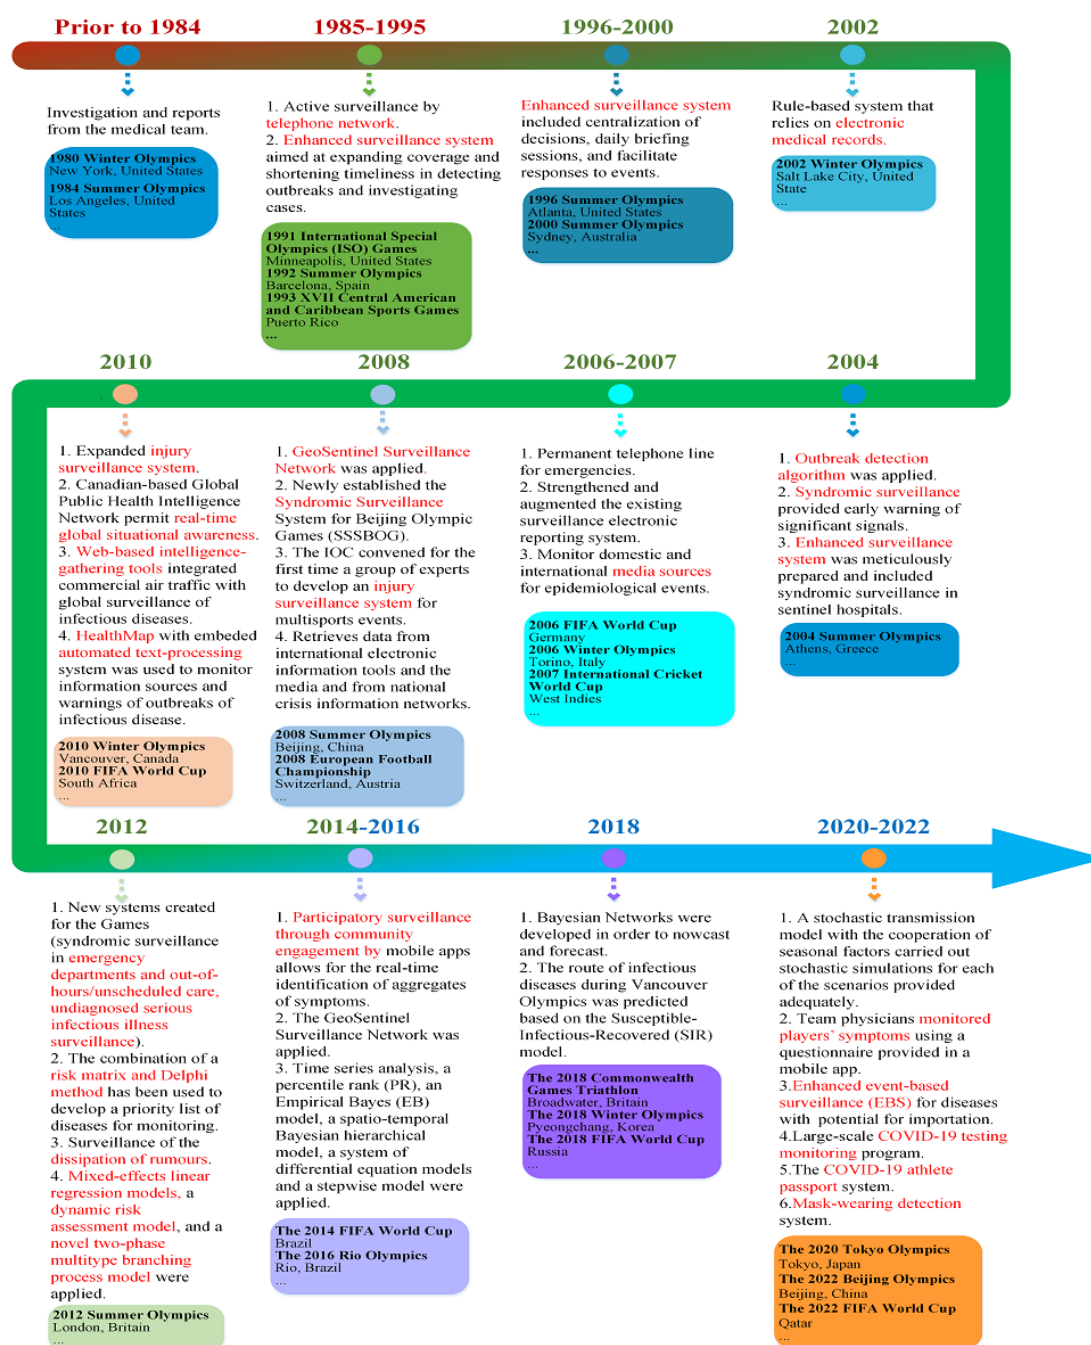 Prior to 1984
Investigation and reports
from the medical team.
1980 Winter Olympics
New York, United States
1984 Summer Olympics
Los Angeles, United
States
...
1985-1995
1. Active surveillance by
telephone network.
2. Enhanced surveillance system
aimed at expanding coverage and
shortening timeliness in detecting
outbreaks and investigating
cases.
1991 International Special
Olympics (ISO) Games
Minneapolis, United States
1992 Summer Olympics
Barcelona, Spain
1993 XVII Central American
and Caribbean Sports Games
Puerto Rico
...
1996-2000
Enhanced surveillance system
included centralization of
decisions, daily briefing
sessions, and facilitate
responses to events.
1996 Summer Olympics
Atlanta, United States
2000 Summer Olympics
Sydney, Australia
...
2002
Rule-based system that
relies on electronic
medical records.
2002 Winter Olympics
Salt Lake City, United
State
...
2004
1. Outbreak detection
algorithm was applied.
2. Syndromic surveillance
provided early warning of
significant signals.
3. Enhanced surveillance
system was meticulously
prepared and included
syndromic surveillance in
sentinel hospitals.
2004 Summer Olympics
Athens, Greece
...
2006-2007
1. Permanent telephone
line for emergencies.
2. Strengthened and
augmented the existing
surveillance electronic
reporting system.
3. Monitor domestic and
international media sources
for epidemiological events.
2006 FIFA World Cup
Germany
2006 Winter Olympics
Torino, Italy
2007 International Cricket
World Cup
West Indies
...
2008
1. GeoSentinel Surveillance
Network was applied.
2. Newly established the
Syndromic Surveillance
System for Beijing Olympic
Games (SSSBOG).
3. The IOC convened for the
first time a group of experts
to develop an injury
surveillance system for
multisports events.
4. Retrieves data from
international electronic
information tools and the
media and from national
crisis information networks.
2008 Summer Olympics
Beijing, China
2008 European Football
Championship
Switzerland, Austria
...
2010
1. Expanded injury
surveillance system.
2. Canadian-based Global
Public Health Intelligence
Network permit real-time
global situational awareness.
3. Web-based intelligence-
gathering tools integrated
commercial air traffic with
global surveillance of
infectious diseases.
4. HealthMap with embeded
automated text-processing
system was used to monitor
information sources and
warnings of outbreaks of
infectious disease.
2010 Winter Olympics
Vancouver, Canada
2010 FIFA World Cup
South Africa
...
2012
1. New systems created
for the Games
(syndromic surveillance
in emergency
departments and out-of-
hours/unscheduled care,
undiagnosed serious
infectious illness
surveillance).
2. The combination of a
risk matrix and Delphi
method has been used to
develop a priority list of
diseases for monitoring.
3. Surveillance of the
dissipation of rumours.
4. Mixed-effects linear
regression models, a
dynamic risk
assessment model, and a
novel two-phase
multitype branching
process model were
applied.
2012 Summer Olympics
London, Britain
...
2014-2016
1. Participatory surveillance
through community
engagement by mobile apps
allows for the real-time
identification of aggregates
of symptoms.
2. The GeoSentinel
Surveillance Network was
applied.
3. Time series analysis, a
percentile rank (PR), an
Empirical Bayes (EB)
model, a spatio-temporal
Bayesian hierarchical
model, a system of
differential equation models
and a stepwise model were
applied.
The 2014 FIFA World Cup
Brazil
The 2016 Rio Olympics
Rio, Brazil
...
2018
1. Bayesian Networks were
developed in order to nowcast
and forecast.
2. The route of infectious
diseases during Vancouver
Olympics was predicted
based on the Susceptible-
Infectious-Recovered (SIR)
model.
The 2018 Commonwealth
Games Triathlon
Broadwater, Britain
The 2018 Winter Olympics
Pyeongchang, Korea
The 2018 FIFA World Cup
Russia
...
2020-2022
1. A stochastic transmission
model with the cooperation of
seasonal factors carried out
stochastic simulations for each
of the scenarios provided
adequately.
2. Team physicians monitored
players' symptoms using a
questionnaire provided in a
mobile app.
3.Enhanced event-based
surveillance (EBS) for diseases
with potential for importation.
4.Large-scale COVID-19 testing
monitoring program.
5.The COVID-19 athlete
passport system.
6.Mask-wearing detection
system.
The 2020 Tokyo Olympics
Tokyo, Japan
The 2022 Beijing Olympics
Beijing, China
The 2022 FIFA World Cup
Qatar
...